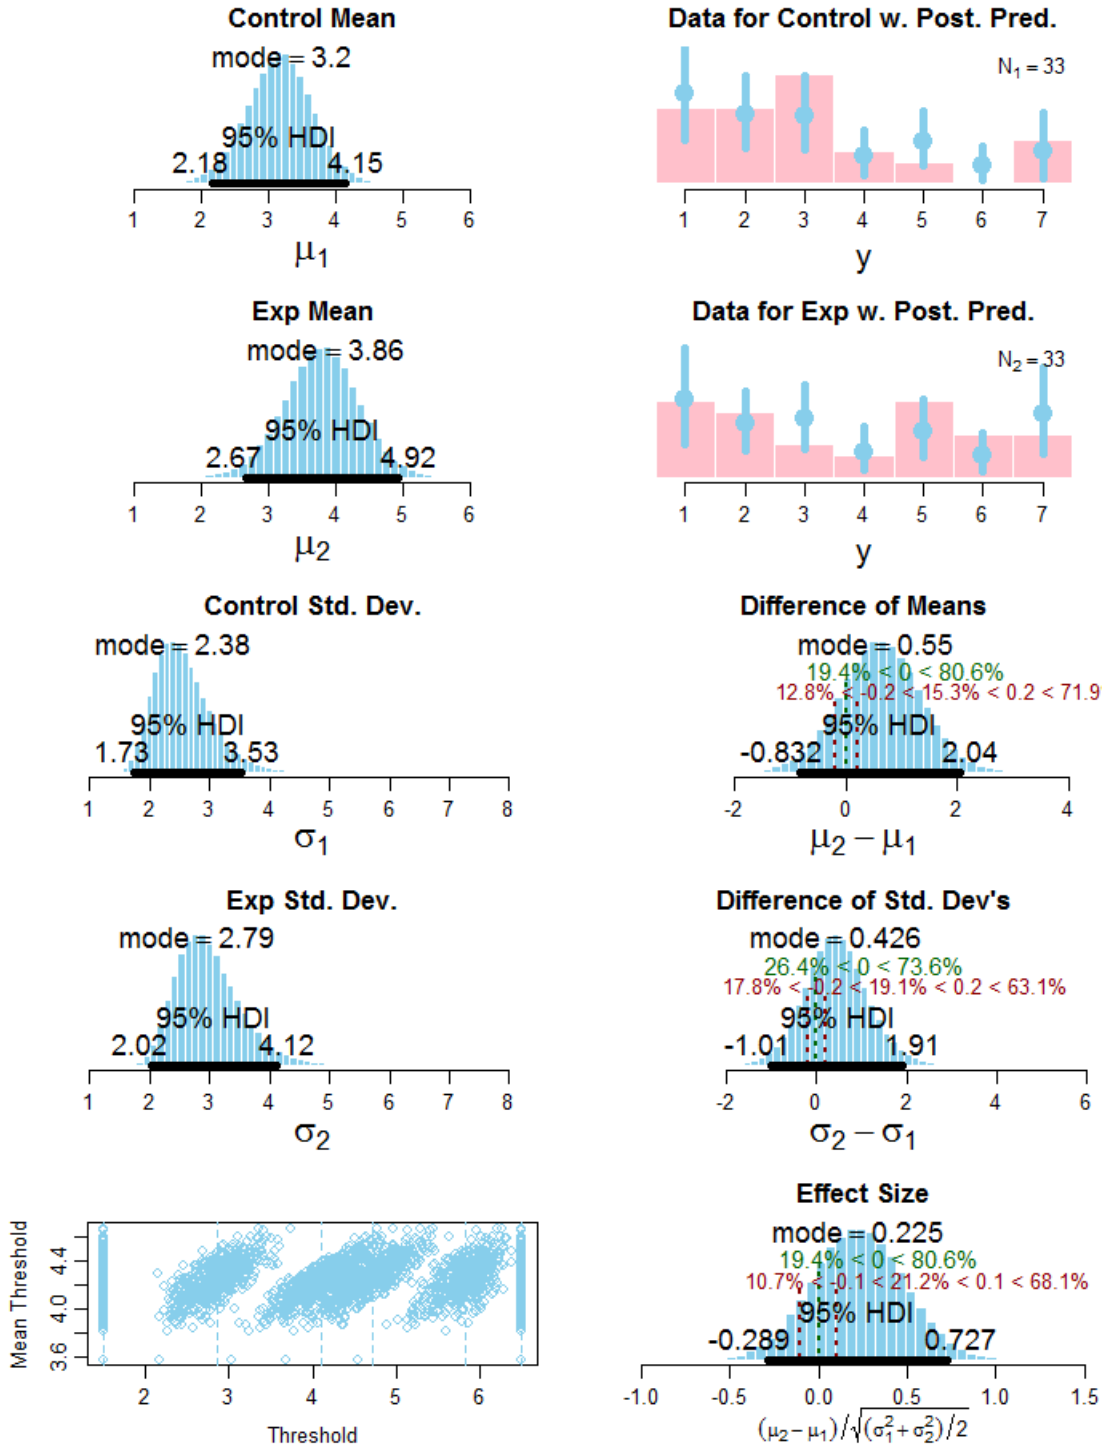 Control Mean
mode = 3.2
95% HDI
2.18 4.15
1 2 3 4 5 6
μ1
Data for Control w. Post. Pred.
N1 = 33
1 2 3 4 5 6 7
y
Exp Mean
mode = 3.86
95% HDI
2.67 4.92
1 2 3 4 5 6
μ2
Data for Exp w. Post. Pred.
N2 = 33
1 2 3 4 5 6 7
y
Control Std. Dev.
mode = 2.38
95% HDI
1.73 3.53
1 2 3 4 5 6 7 8
σ1
Difference of Means
mode = 0.55
19.4% < 0 < 80.6%
12.8% < -0.2 < 15.3% < 0.2 < 71.9
95% HDI
-0.832 2.04
-2 0 2 4
μ2 − μ1
Exp Std. Dev.
mode = 2.79
95% HDI
2.02 4.12
1 2 3 4 5 6 7 8
σ2
Difference of Std. Dev's
mode = 0.426
26.4% < 0 < 73.6%
17.8% < -0.2 < 19.1% < 0.2 < 63.1%
95% HDI
-1.01 1.91
-2 0 2 4 6
σ2 − σ1
Mean Threshold
4.4
4.0
3.6
2 3 4 5 6
Threshold
Effect Size
mode = 0.225
19.4% < 0 < 80.6%
10.7% < -0.1 < 21.2% < 0.1 < 68.1%
95% HDI
-0.289 0.727
-1.0 -0.5 0.0 0.5 1.0 1.5
(μ2 − μ1)/√(σ1² + σ2²)/2